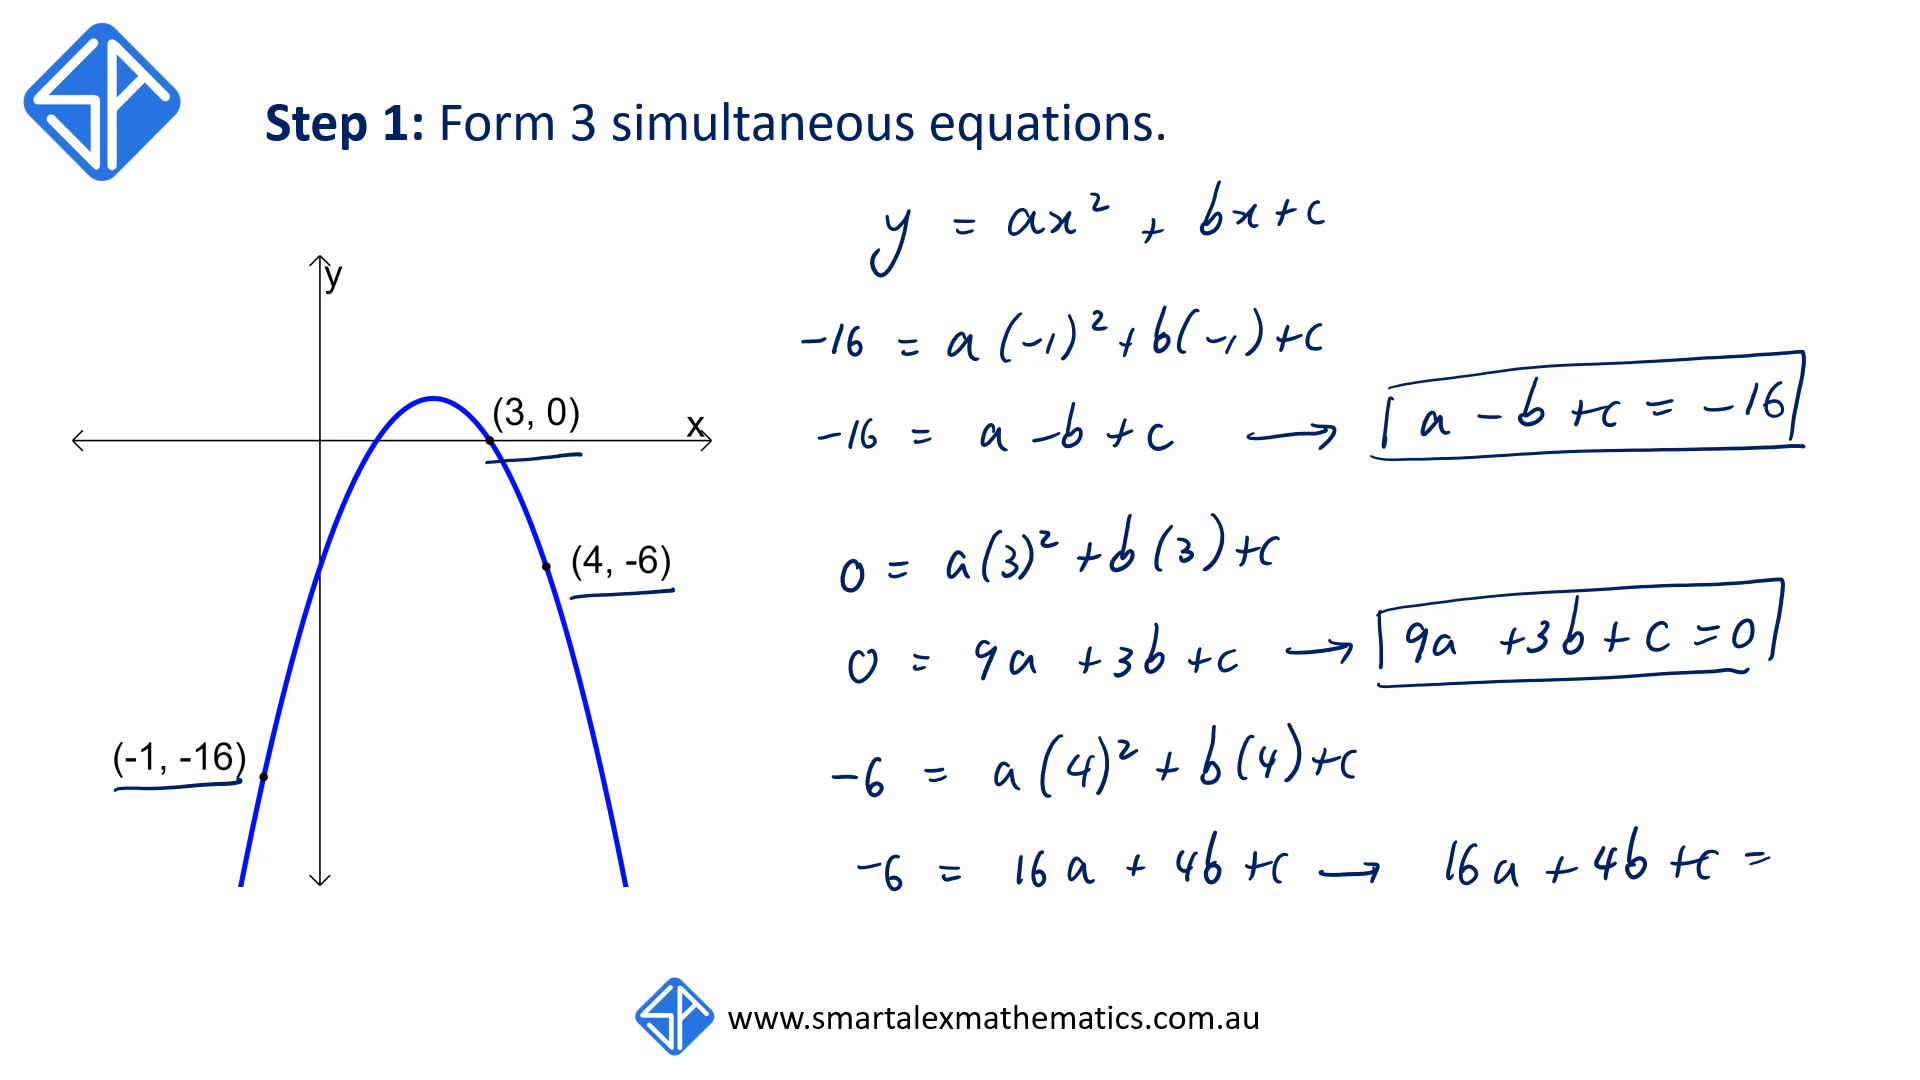 Step 1: Form 3 simultaneous equations.
y = ax² + bx+c
-16 = a(-1)² + b(-1)+c
-16 = a -b + c → a - b + c = -16
0 = a(3)² + b(3)+c
0 = 9a +3b +c → 9a +3b + c = 0
-6 = a(4)² + b(4)+c
-6 = 16a + 4b +c → 16a + 4b +c =
y
x
(3, 0)
(4, -6)
(-1, -16)
www.smartalexmathematics.com.au